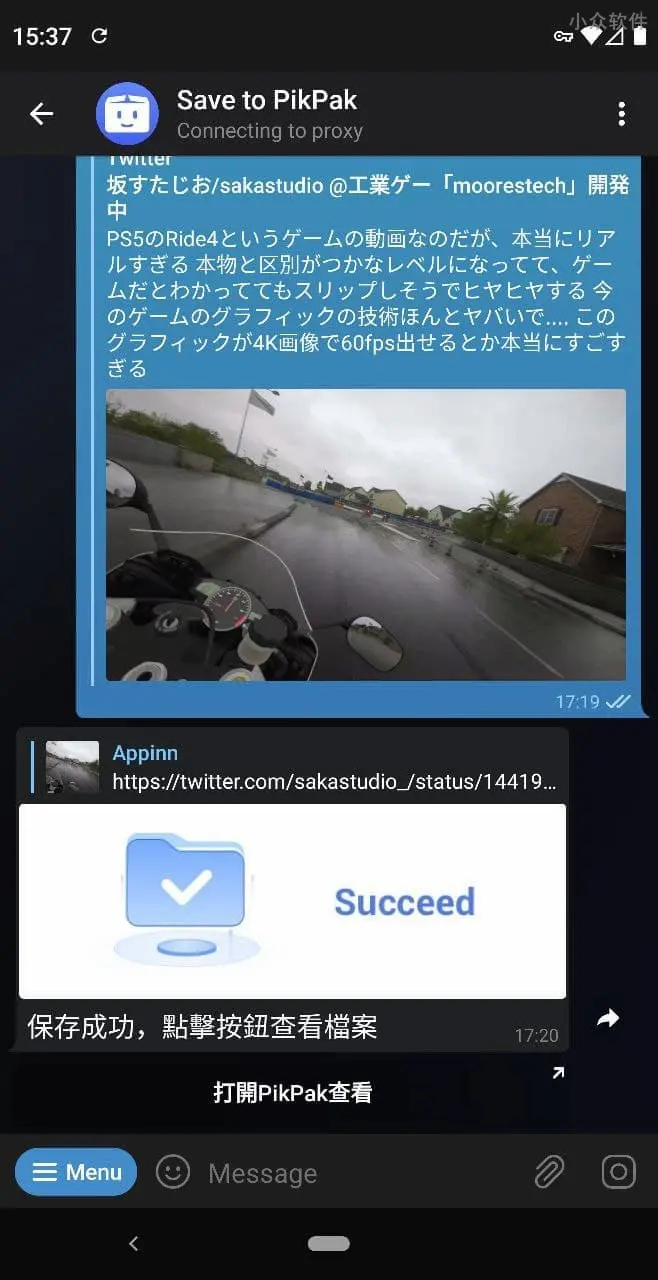 小众软件
15:37
Save to PikPak
Connecting to proxy
Twitter
坂すたじお/sakastudio @工業ゲー「moorestech」開発
中
PS5のRide4というゲームの動画なのだが、本当にリア
ルすぎる 本物と区別がつかなレベルになってて、ゲー
ムだとわかっててもスリップしそうでヒヤヒヤする 今
のゲームのグラフィックの技術ほんとヤバいで.... この
グラフィックが4K画像で60fps出せるとか本当にすごす
ぎる
17:19
Appinn
https://twitter.com/sakastudio_/status/14419...
Succeed
保存成功，點擊按鈕查看檔案
17:20
打開PikPak查看
Menu
Message